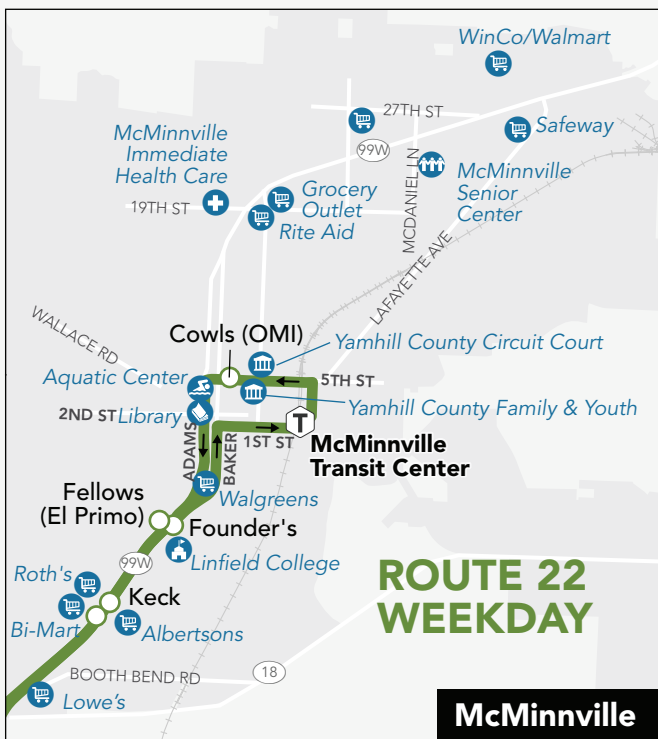 WinCo/Walmart
27TH ST
Safeway
99W
McMinnville
Immediate
Health Care
MCDANIEL LN
McMinnville
Senior
Center
19TH ST
Grocery
Outlet
Rite Aid
LAFAYETTE AVE
WALLACE RD
Cowls (OMI)
Yamhill County Circuit Court
Aquatic Center
5TH ST
2ND ST
Library
Yamhill County Family & Youth
T
ADAMS
BAKER
1ST ST
McMinnville
Transit Center
Walgreens
Fellows
(El Primo)
Founder's
99W
Linfield College
ROUTE 22
WEEKDAY
Roth's
Keck
Bi-Mart
Albertsons
BOOTH BEND RD
18
Lowe's
McMinnville